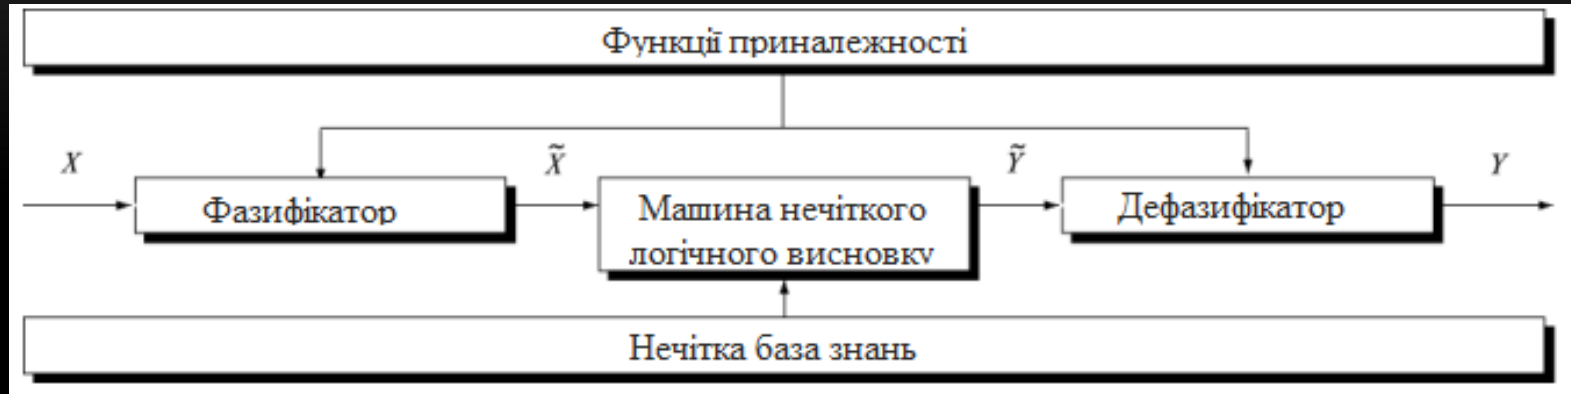 Функції приналежності
X
X̃
Ỹ
Y
Фазифікатор
Машина нечіткого
логічного висновку
Дефазифікатор
Нечітка база знань